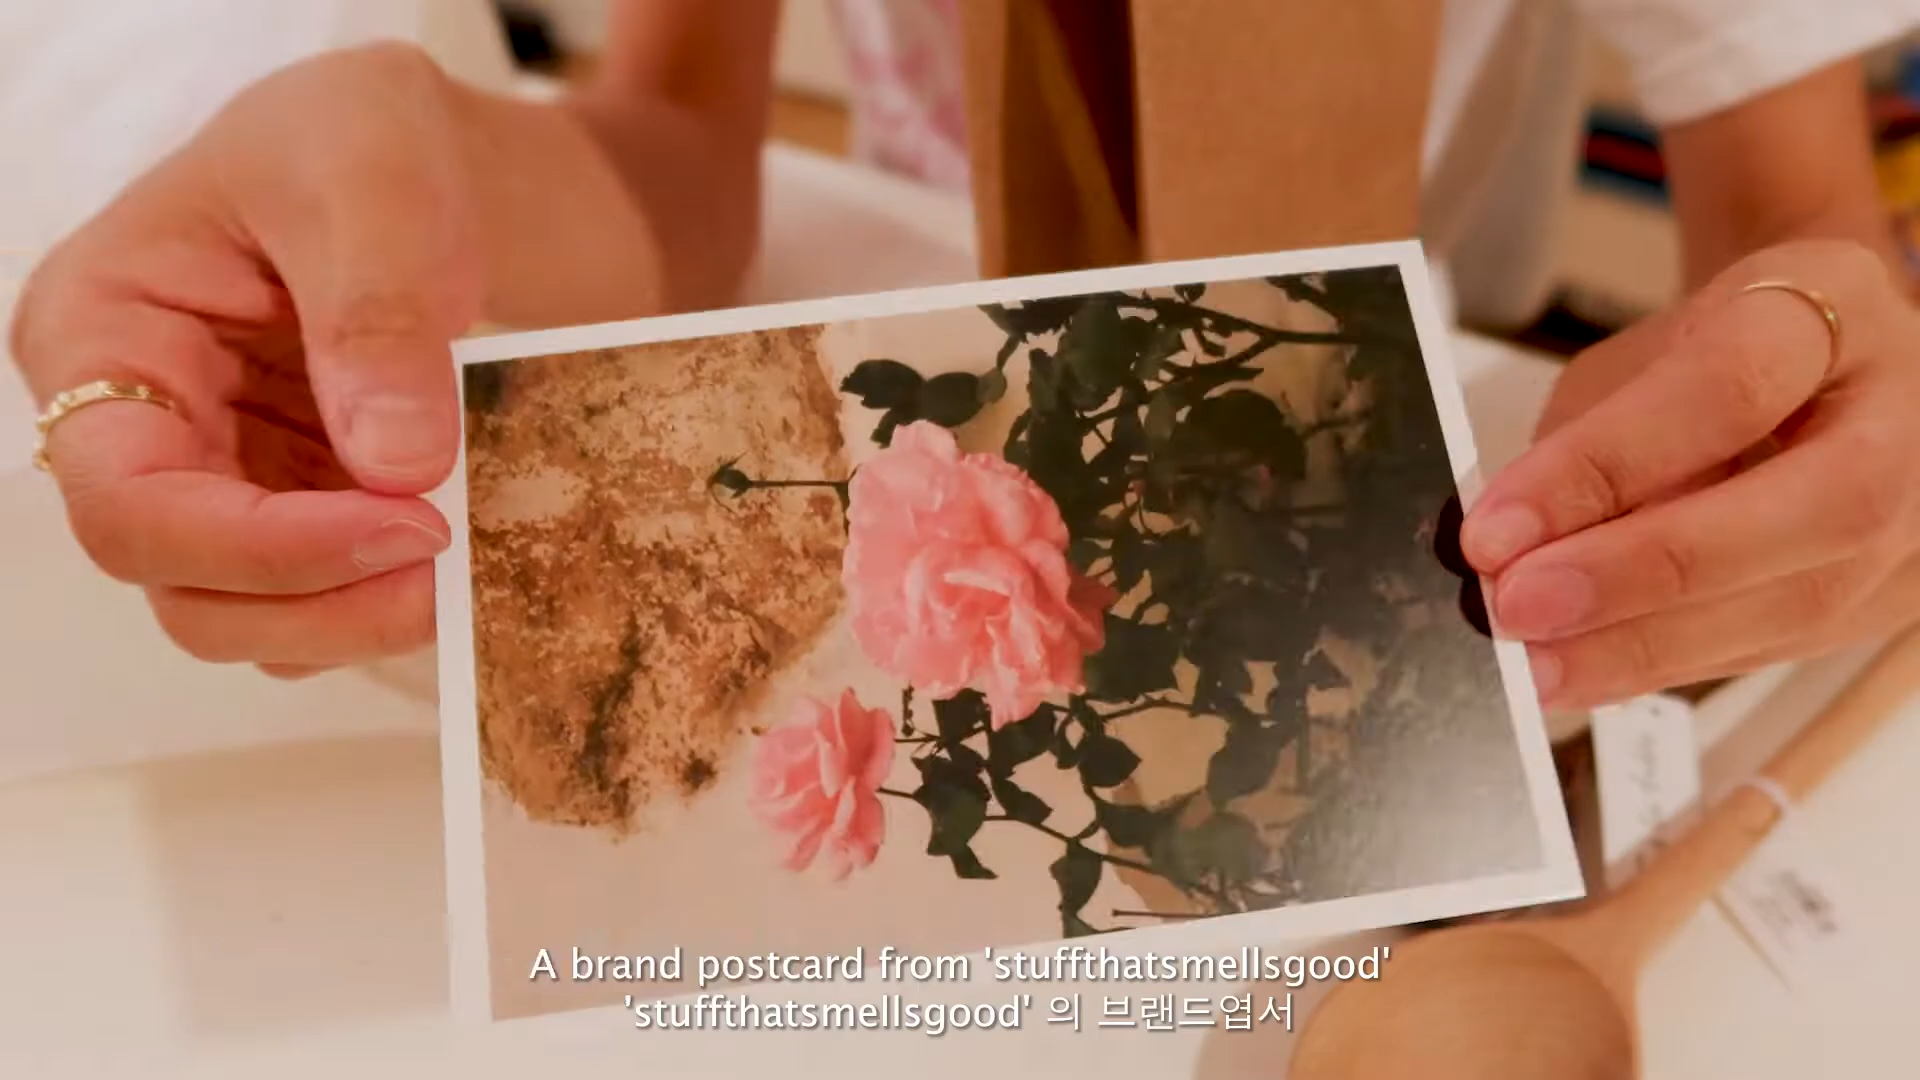 A brand postcard from 'stuffthatsmellsgood'
'stuffthatsmellsgood' 의 브랜드엽서